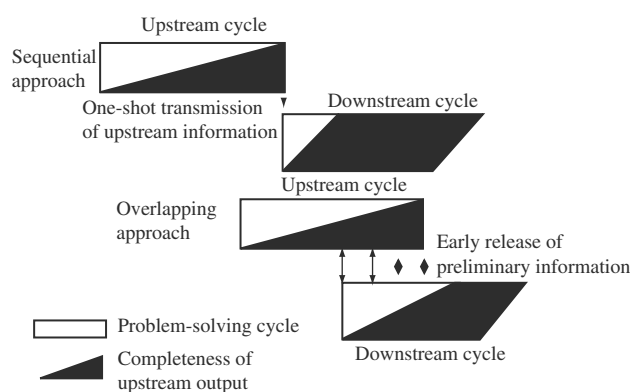 Upstream cycle
Sequential
approach
One-shot transmission
of upstream information
Downstream cycle
Upstream cycle
Overlapping
approach
Early release of
preliminary information
Problem-solving cycle
Completeness of
upstream output
Downstream cycle